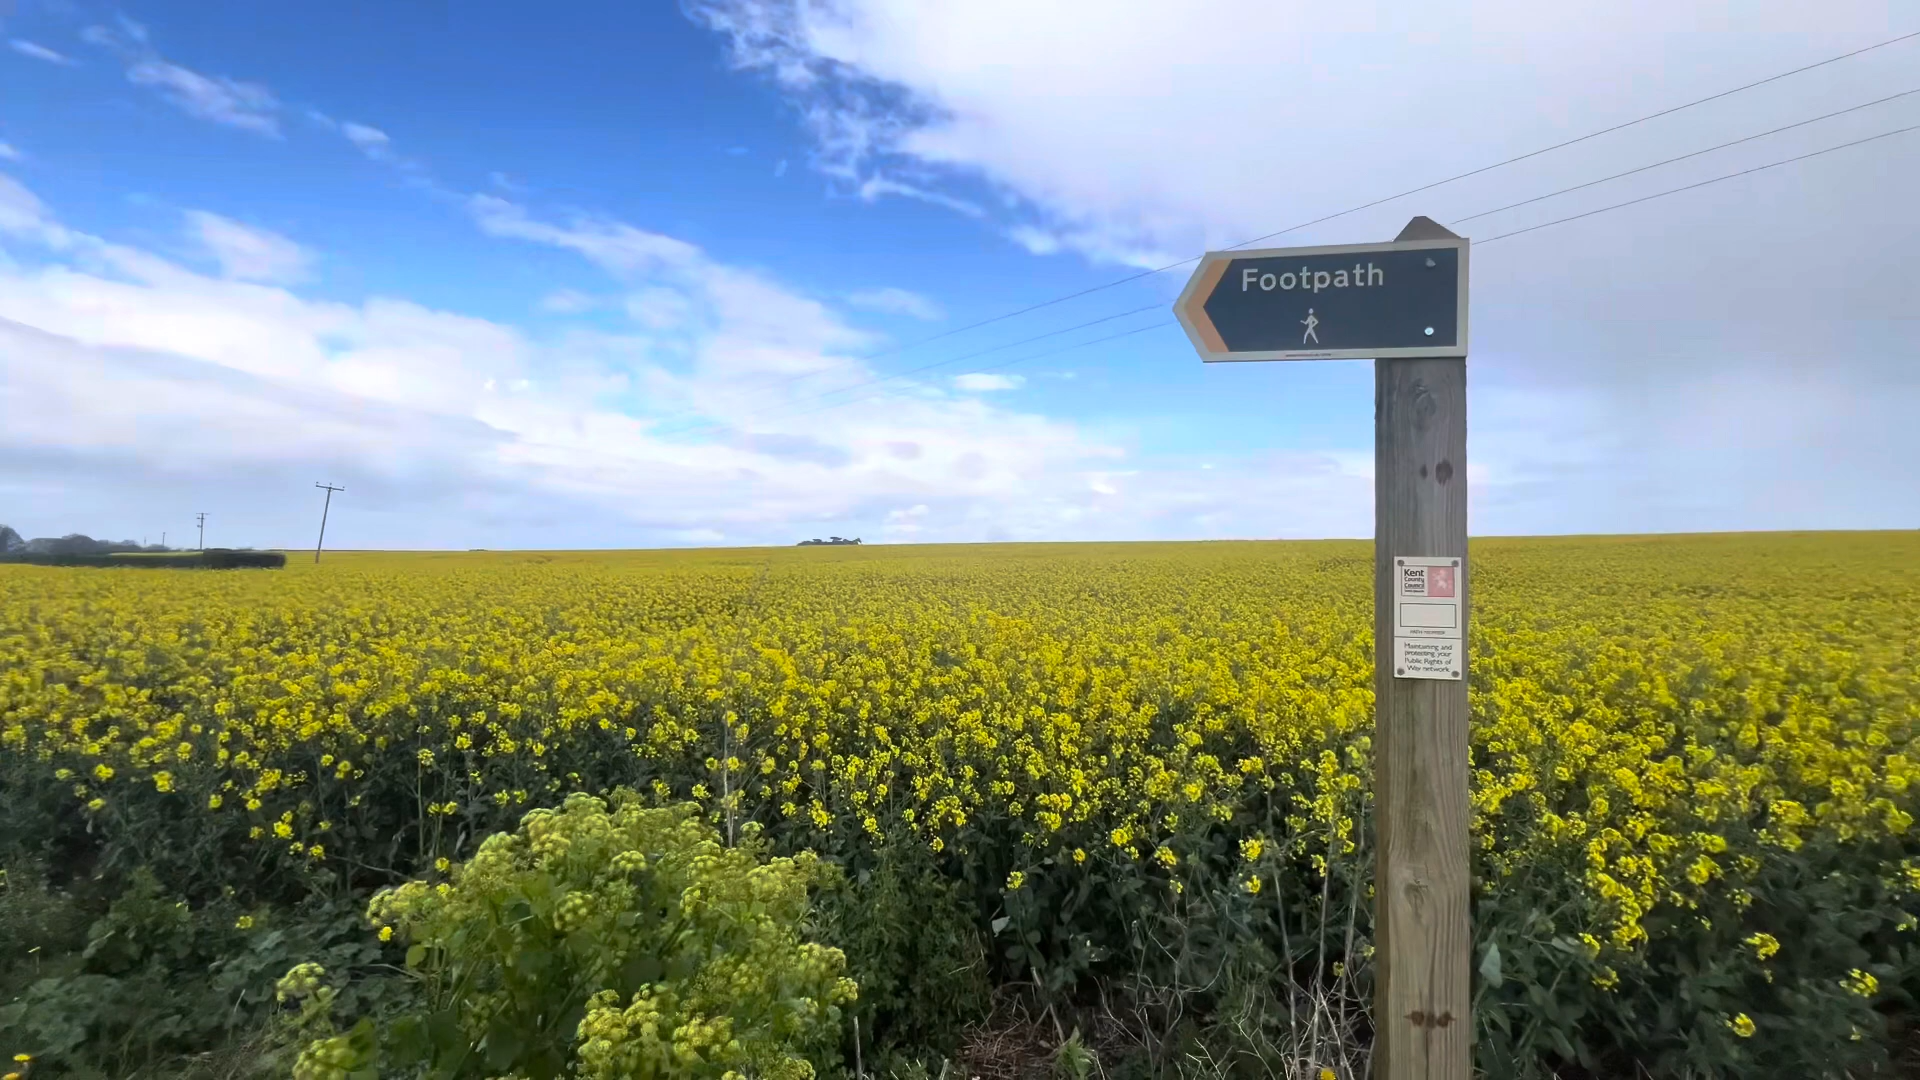 Footpath
Kent
County
Council
Maintaining and
protecting your
Public Rights of
Way network